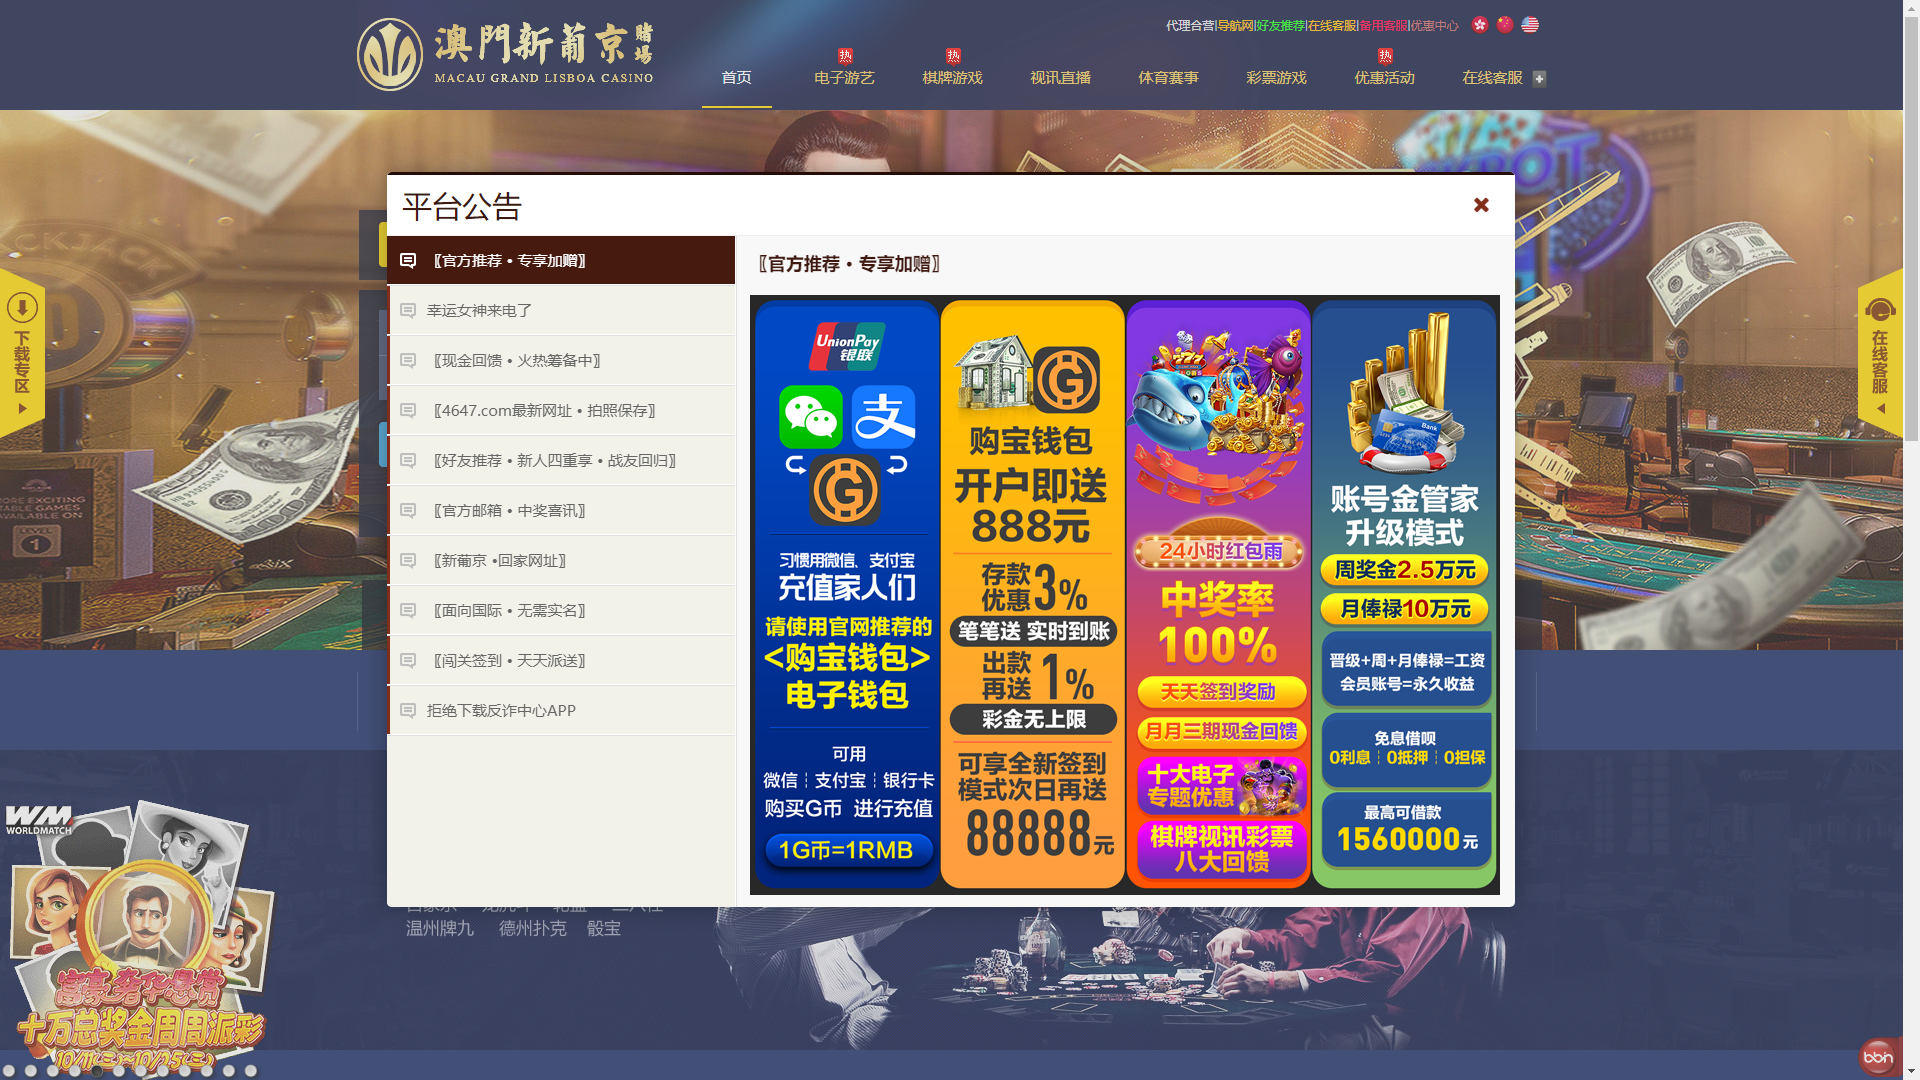 澳門新葡京賭場
MACAU GRAND LISBOA CASINO
代理合营|导航网|好友推荐|在线客服|备用客服|优惠中心
首页
热
电子游艺
热
棋牌游戏
视讯直播
体育赛事
彩票游戏
热
优惠活动
在线客服
下载专区
在线客服
平台公告
〖官方推荐 • 专享加赠〗
幸运女神来电了
〖现金回馈 • 火热筹备中〗
〖4647.com最新网址 • 拍照保存〗
〖好友推荐 • 新人四重享 • 战友回归〗
〖官方邮箱 • 中奖喜讯〗
〖新葡京 •回家网址〗
〖面向国际 • 无需实名〗
〖闯关签到 • 天天派送〗
拒绝下载反诈中心APP
〖官方推荐 • 专享加赠〗
UnionPay
银联
支
习惯用微信、支付宝
充值家人们
请使用官网推荐的
<购宝钱包>
电子钱包
可用
微信┆支付宝┆银行卡
购买G币 进行充值
1G币=1RMB
购宝钱包
开户即送
888元
存款优惠3%
笔笔送 实时到账
出款再送1%
彩金无上限
可享全新签到
模式次日再送
88888元
777
24小时红包雨
中奖率
100%
天天签到奖励
月月三期现金回馈
十大电子
专题优惠
棋牌视讯彩票
八大回馈
Bank
账号金管家
升级模式
周奖金2.5万元
月俸禄10万元
晋级+周+月俸禄=工资
会员账号=永久收益
免息借呗
0利息┆0抵押┆0担保
最高可借款
1560000元
温州牌九
德州扑克
骰宝
BLACKJACK
MORE EXCITING
TABLE GAMES
AVAILABLE ON
LEVEL
1
WM
WORLDMATCH
富豪奢华悬赏
十万总奖金周周派彩
10/11(三)~10/25(三)
bbin